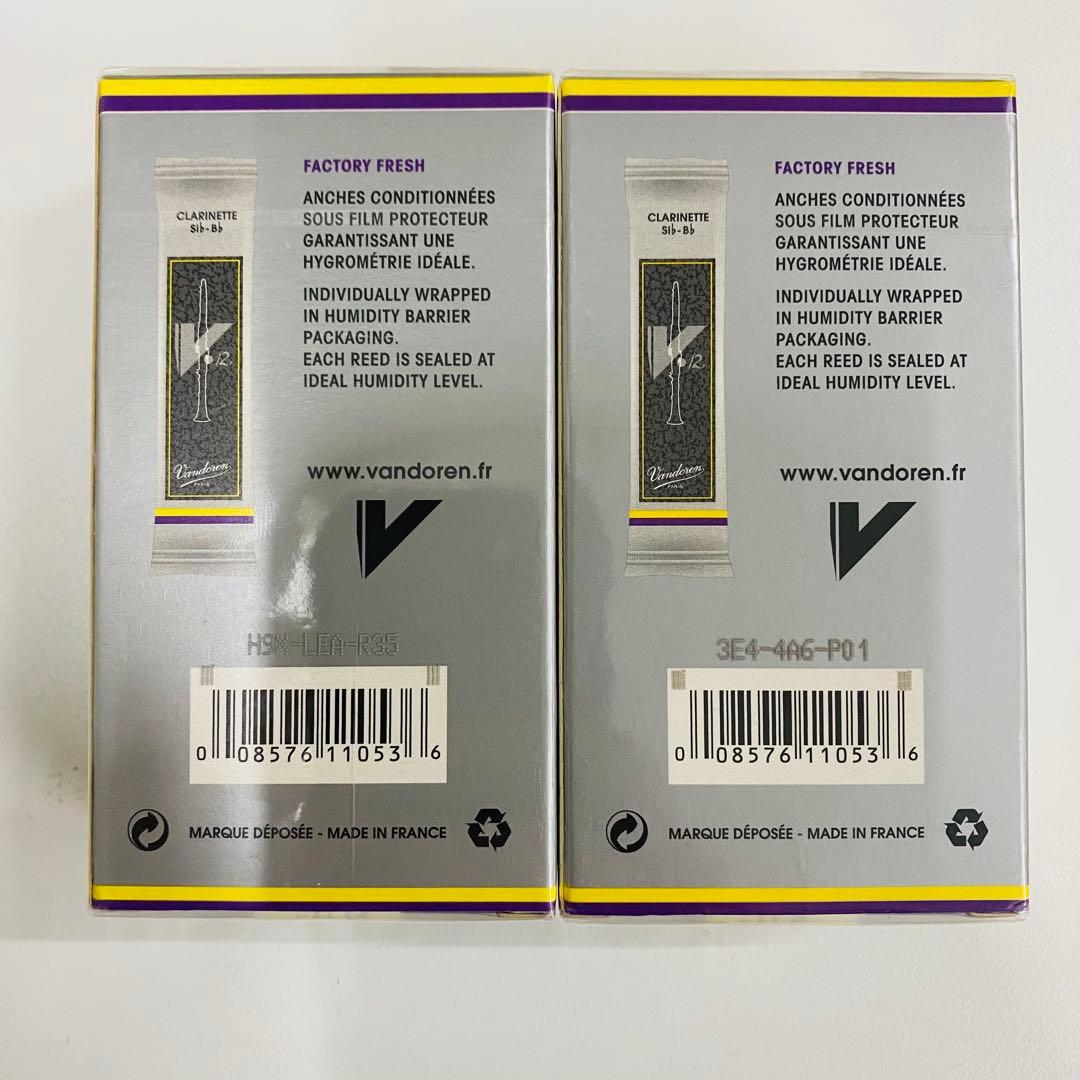 FACTORY FRESH
ANCHES CONDITIONNÉES
SOUS FILM PROTECTEUR
GARANTISSANT UNE
HYGROMÉTRIE IDÉALE.
INDIVIDUALLY WRAPPED
IN HUMIDITY BARRIER
PACKAGING.
EACH REED IS SEALED AT
IDEAL HUMIDITY LEVEL.
CLARINETTE
SI♭-B♭
V12
Vandoren
PARIS
www.vandoren.fr
V
H9X-LEA-R35
0 08576 11053 6
MARQUE DÉPOSÉE - MADE IN FRANCE
FACTORY FRESH
ANCHES CONDITIONNÉES
SOUS FILM PROTECTEUR
GARANTISSANT UNE
HYGROMÉTRIE IDÉALE.
INDIVIDUALLY WRAPPED
IN HUMIDITY BARRIER
PACKAGING.
EACH REED IS SEALED AT
IDEAL HUMIDITY LEVEL.
CLARINETTE
SI♭-B♭
V12
Vandoren
PARIS
www.vandoren.fr
V
3E4-4A6-P01
0 08576 11053 6
MARQUE DÉPOSÉE - MADE IN FRANCE